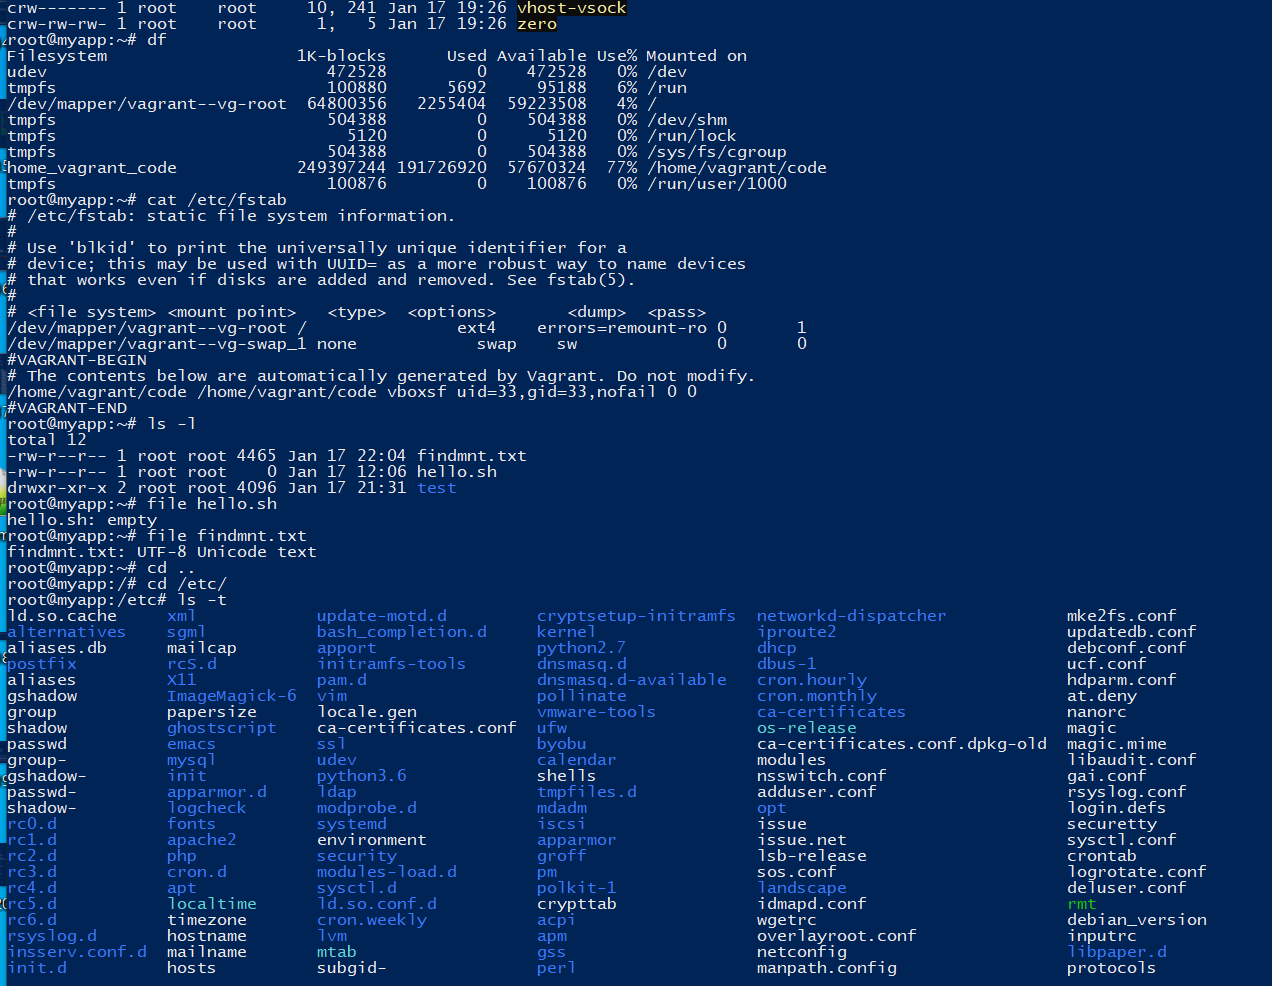 crw------- 1 root    root     10, 241 Jan 17 19:26 vhost-vsock
crw-rw-rw- 1 root    root      1,   5 Jan 17 19:26 zero
root@myapp:~# df
Filesystem                   1K-blocks      Used Available Use% Mounted on
udev                            472528         0    472528   0% /dev
tmpfs                           100880      5692     95188   6% /run
/dev/mapper/vagrant--vg-root  64800356   2255404  59223508   4% /
tmpfs                           504388         0    504388   0% /dev/shm
tmpfs                             5120         0      5120   0% /run/lock
tmpfs                           504388         0    504388   0% /sys/fs/cgroup
home_vagrant_code            249397244 191726920  57670324  77% /home/vagrant/code
tmpfs                           100876         0    100876   0% /run/user/1000
root@myapp:~# cat /etc/fstab
# /etc/fstab: static file system information.
#
# Use 'blkid' to print the universally unique identifier for a
# device; this may be used with UUID= as a more robust way to name devices
# that works even if disks are added and removed. See fstab(5).
#
# <file system> <mount point>   <type>  <options>       <dump>  <pass>
/dev/mapper/vagrant--vg-root /               ext4    errors=remount-ro 0       1
/dev/mapper/vagrant--vg-swap_1 none            swap    sw              0       0
#VAGRANT-BEGIN
# The contents below are automatically generated by Vagrant. Do not modify.
/home/vagrant/code /home/vagrant/code vboxsf uid=33,gid=33,nofail 0 0
#VAGRANT-END
root@myapp:~# ls -l
total 12
-rw-r--r-- 1 root root 4465 Jan 17 22:04 findmnt.txt
-rw-r--r-- 1 root root    0 Jan 17 12:06 hello.sh
drwxr-xr-x 2 root root 4096 Jan 17 21:31 test
root@myapp:~# file hello.sh
hello.sh: empty
root@myapp:~# file findmnt.txt
findmnt.txt: UTF-8 Unicode text
root@myapp:~# cd ..
root@myapp:/# cd /etc/
root@myapp:/etc# ls -t
ld.so.cache     xml            update-motd.d         cryptsetup-initramfs  networkd-dispatcher            mke2fs.conf
alternatives    sgml           bash_completion.d     kernel                iproute2                       updatedb.conf
aliases.db      mailcap        apport                python2.7             dhcp                           debconf.conf
postfix         rcS.d          initramfs-tools       dnsmasq.d             dbus-1                         ucf.conf
aliases         X11            pam.d                 dnsmasq.d-available   cron.hourly                    hdparm.conf
gshadow         ImageMagick-6  vim                   pollinate             cron.monthly                   at.deny
group           papersize      locale.gen            vmware-tools          ca-certificates                nanorc
shadow          ghostscript    ca-certificates.conf  ufw                   os-release                     magic
passwd          emacs          ssl                   byobu                 ca-certificates.conf.dpkg-old  magic.mime
group-          mysql          udev                  calendar              modules                        libaudit.conf
gshadow-        init           python3.6             shells                nsswitch.conf                  gai.conf
passwd-         apparmor.d     ldap                  tmpfiles.d            adduser.conf                   rsyslog.conf
shadow-         logcheck       modprobe.d            mdadm                 opt                            login.defs
rc0.d           fonts          systemd               iscsi                 issue                          securetty
rc1.d           apache2        environment           apparmor              issue.net                      sysctl.conf
rc2.d           php            security              groff                 lsb-release                    crontab
rc3.d           cron.d         modules-load.d        pm                    sos.conf                       logrotate.conf
rc4.d           apt            sysctl.d              polkit-1              landscape                      deluser.conf
rc5.d           localtime      ld.so.conf.d          crypttab              idmapd.conf                    rmt
rc6.d           timezone       cron.weekly           acpi                  wgetrc                         debian_version
rsyslog.d       hostname       lvm                   apm                   overlayroot.conf               inputrc
insserv.conf.d  mailname       mtab                  gss                   netconfig                      libpaper.d
init.d          hosts          subgid-               perl                  manpath.config                 protocols